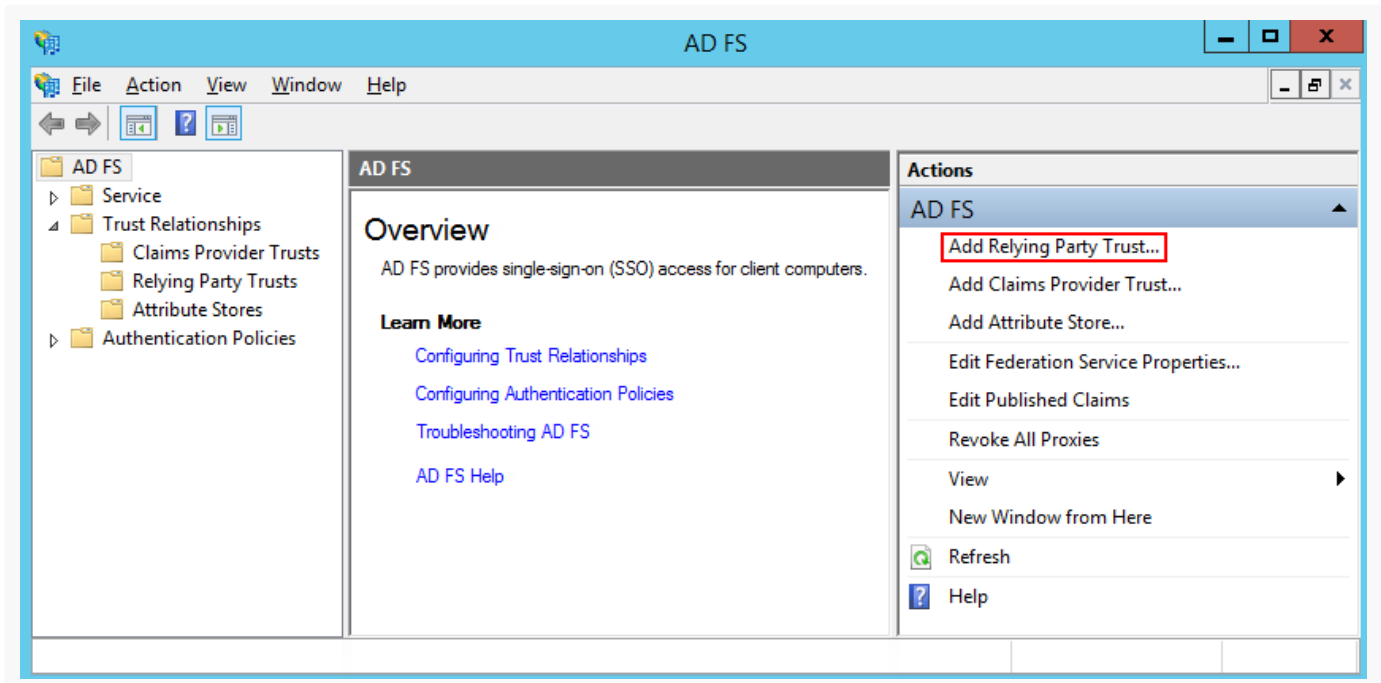 AD FS
File Action View Window Help
AD FS
Service
Trust Relationships
Claims Provider Trusts
Relying Party Trusts
Attribute Stores
Authentication Policies
AD FS
Overview
AD FS provides single-sign-on (SSO) access for client computers.
Learn More
Configuring Trust Relationships
Configuring Authentication Policies
Troubleshooting AD FS
AD FS Help
Actions
AD FS
Add Relying Party Trust...
Add Claims Provider Trust...
Add Attribute Store...
Edit Federation Service Properties...
Edit Published Claims
Revoke All Proxies
View
New Window from Here
Refresh
Help